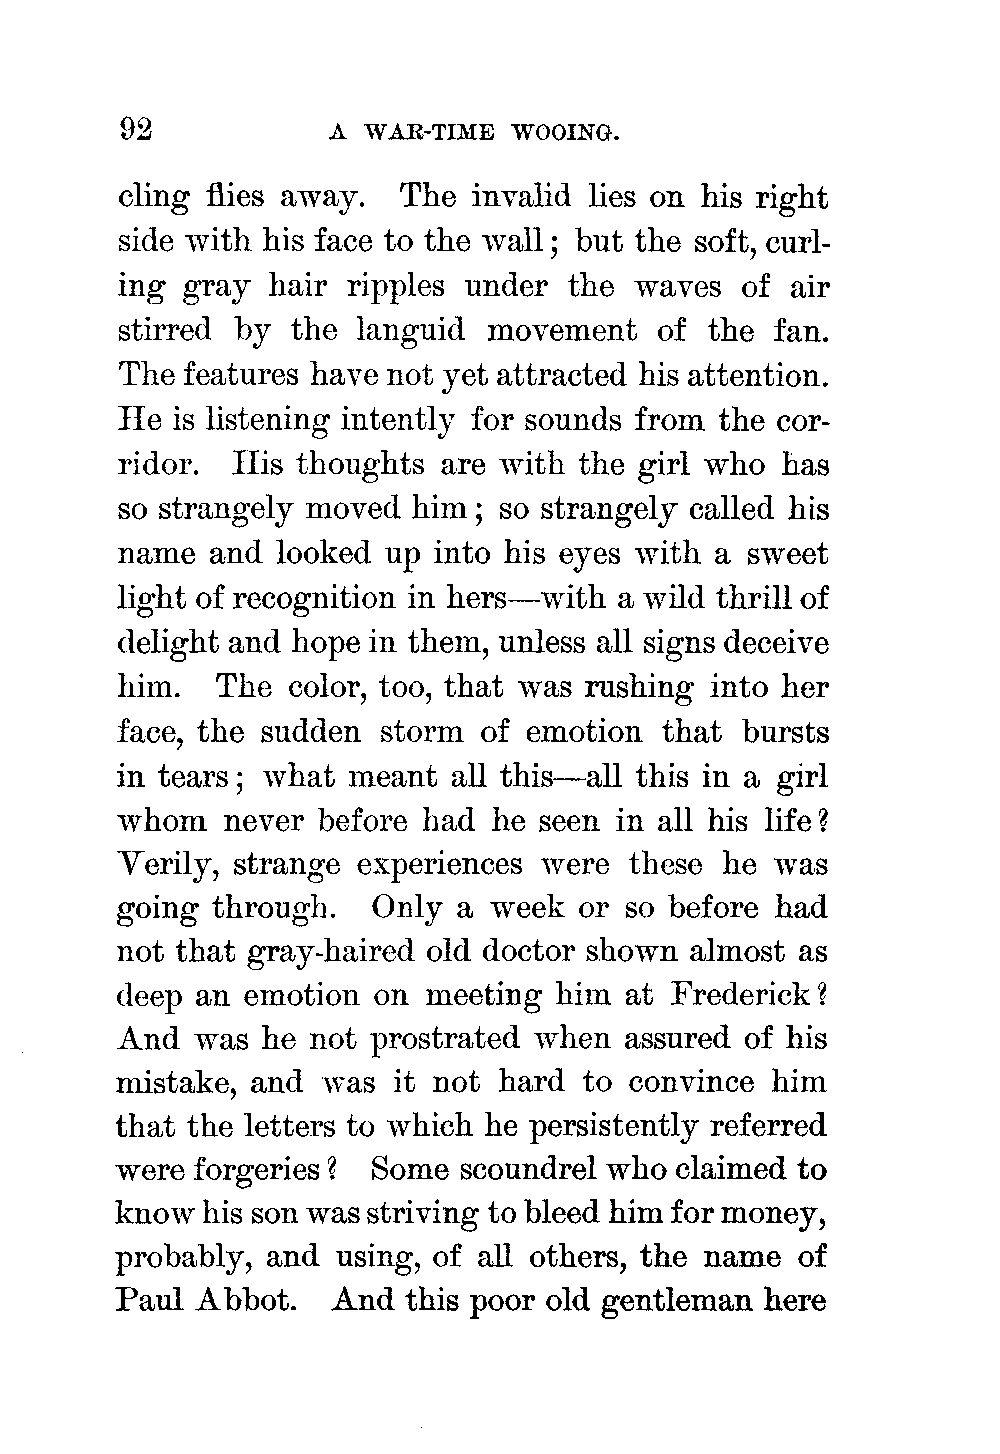 92 A WAR-TIME WOOING.
cling flies away. The invalid lies on his right
side with his face to the wall; but the soft, curl-
ing gray hair ripples under the waves of air
stirred by the languid movement of the fan.
The features have not yet attracted his attention.
He is listening intently for sounds from the cor-
ridor. His thoughts are with the girl who has
so strangely moved him; so strangely called his
name and looked up into his eyes with a sweet
light of recognition in hers—with a wild thrill of
delight and hope in them, unless all signs deceive
him. The color, too, that was rushing into her
face, the sudden storm of emotion that bursts
in tears; what meant all this—all this in a girl
whom never before had he seen in all his life?
Verily, strange experiences were these he was
going through. Only a week or so before had
not that gray-haired old doctor shown almost as
deep an emotion on meeting him at Frederick?
And was he not prostrated when assured of his
mistake, and was it not hard to convince him
that the letters to which he persistently referred
were forgeries? Some scoundrel who claimed to
know his son was striving to bleed him for money,
probably, and using, of all others, the name of
Paul Abbot. And this poor old gentleman here